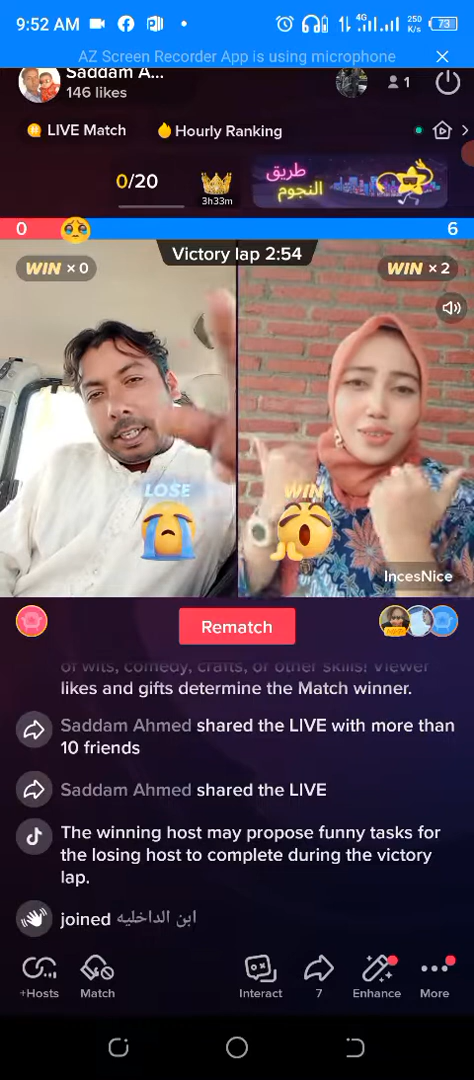 9:52 AM
4G
250
K/s
73
AZ Screen Recorder App is using microphone
Saddam A...
146 likes
1
LIVE Match
Hourly Ranking
0/20
3h33m
طريق
النجوم
0
6
Victory lap 2:54
WIN x 0
WIN x 2
LOSE
WIN
IncesNice
Rematch
of wits, comedy, crafts, or other skills! Viewer
likes and gifts determine the Match winner.
Saddam Ahmed shared the LIVE with more than
10 friends
Saddam Ahmed shared the LIVE
The winning host may propose funny tasks for
the losing host to complete during the victory
lap.
joined ابن الداخليه
+Hosts
Match
Interact
7
Enhance
More